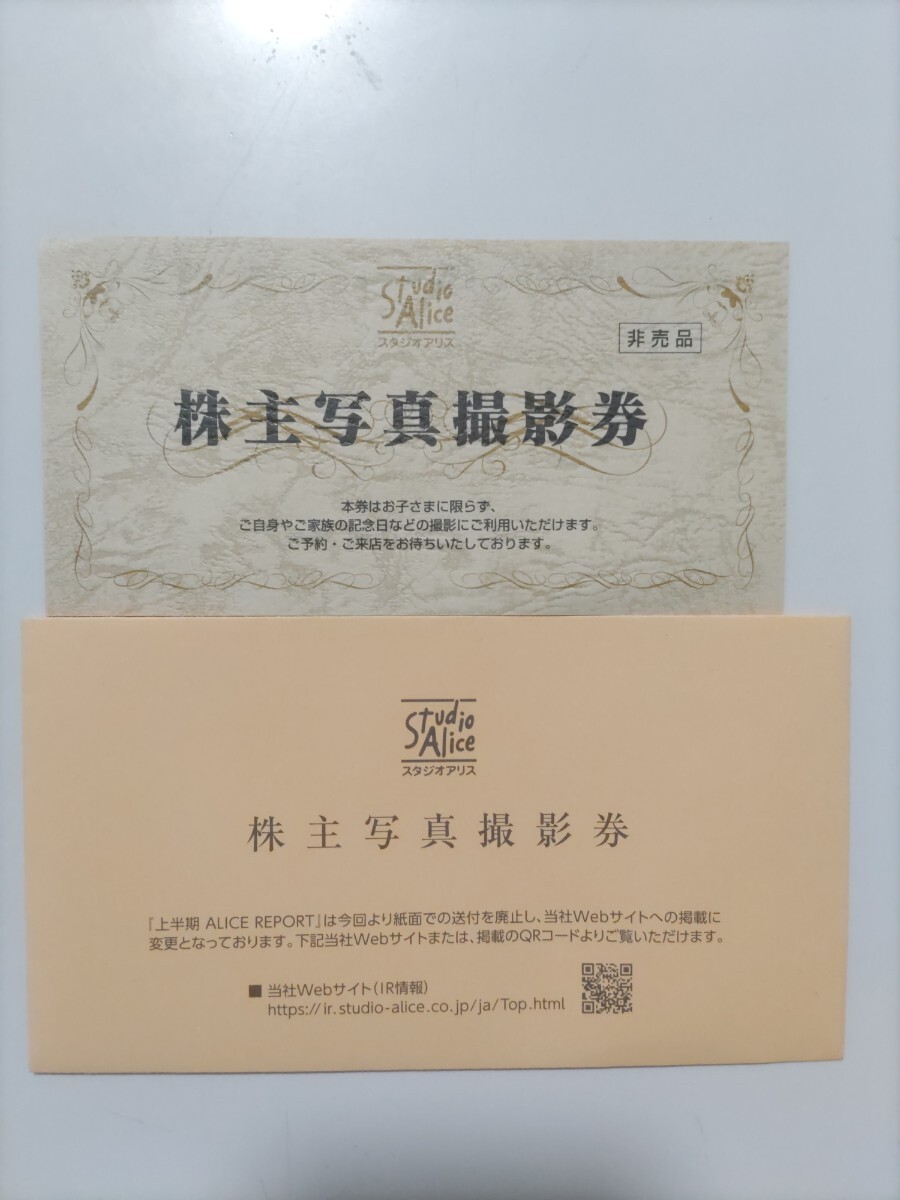 Studio
Alice
スタジオアリス
非売品
株主写真撮影券
本券はお子さまに限らず、
ご自身やご家族の記念日などの撮影にご利用いただけます。
ご予約・ご来店をお待ちいたしております。
Studio
Alice
スタジオアリス
株主写真撮影券
『上半期 ALICE REPORT』は今回より紙面での送付を廃止し、当社Webサイトへの掲載に
変更となっております。下記当社Webサイトまたは、掲載のQRコードよりご覧いただけます。
■ 当社Webサイト（IR情報）
https://ir.studio-alice.co.jp/ja/Top.html